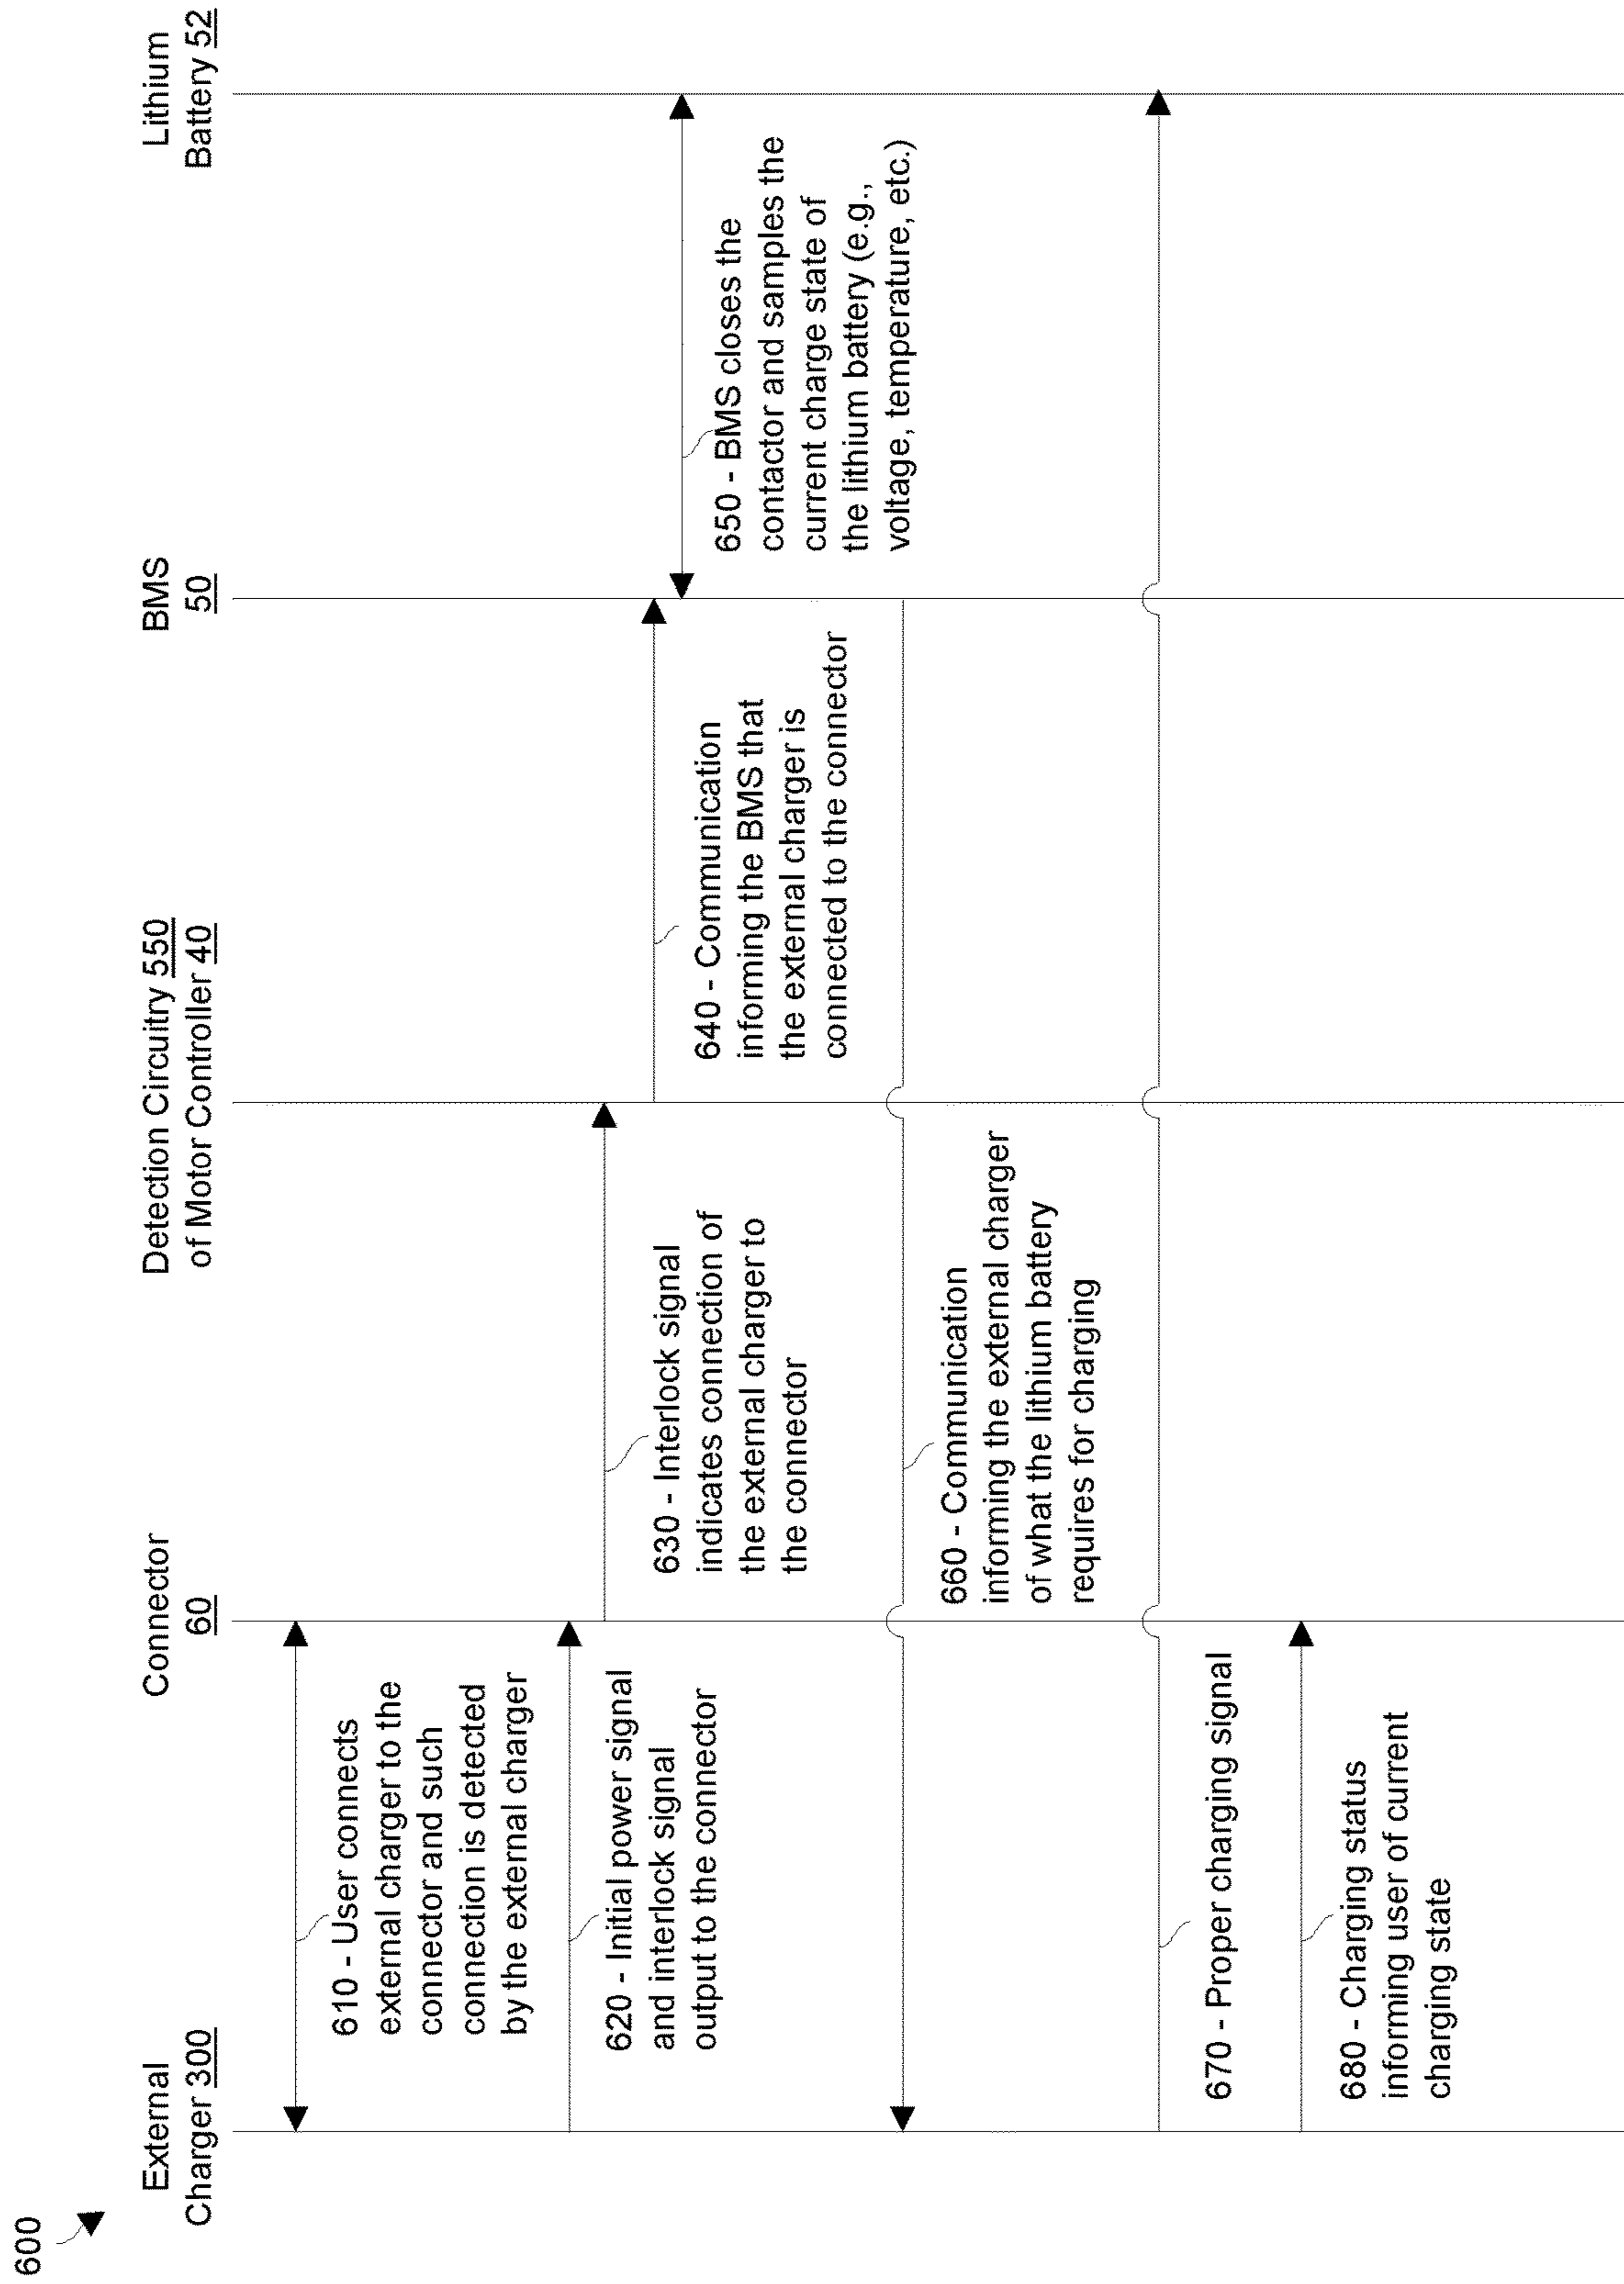 600
External
Charger 300
Connector
60
Detection Circuitry 550
of Motor Controller 40
BMS
50
Lithium
Battery 52
610 - User connects
external charger to the
connector and such
connection is detected
by the external charger
620 - Initial power signal
and interlock signal
output to the connector
630 - Interlock signal
indicates connection of
the external charger to
the connector
640 - Communication
informing the BMS that
the external charger is
connected to the connector
650 - BMS closes the
contactor and samples the
current charge state of
the lithium battery (e.g.,
voltage, temperature, etc.)
660 - Communication
informing the external charger
of what the lithium battery
requires for charging
670 - Proper charging signal
680 - Charging status
informing user of current
charging state